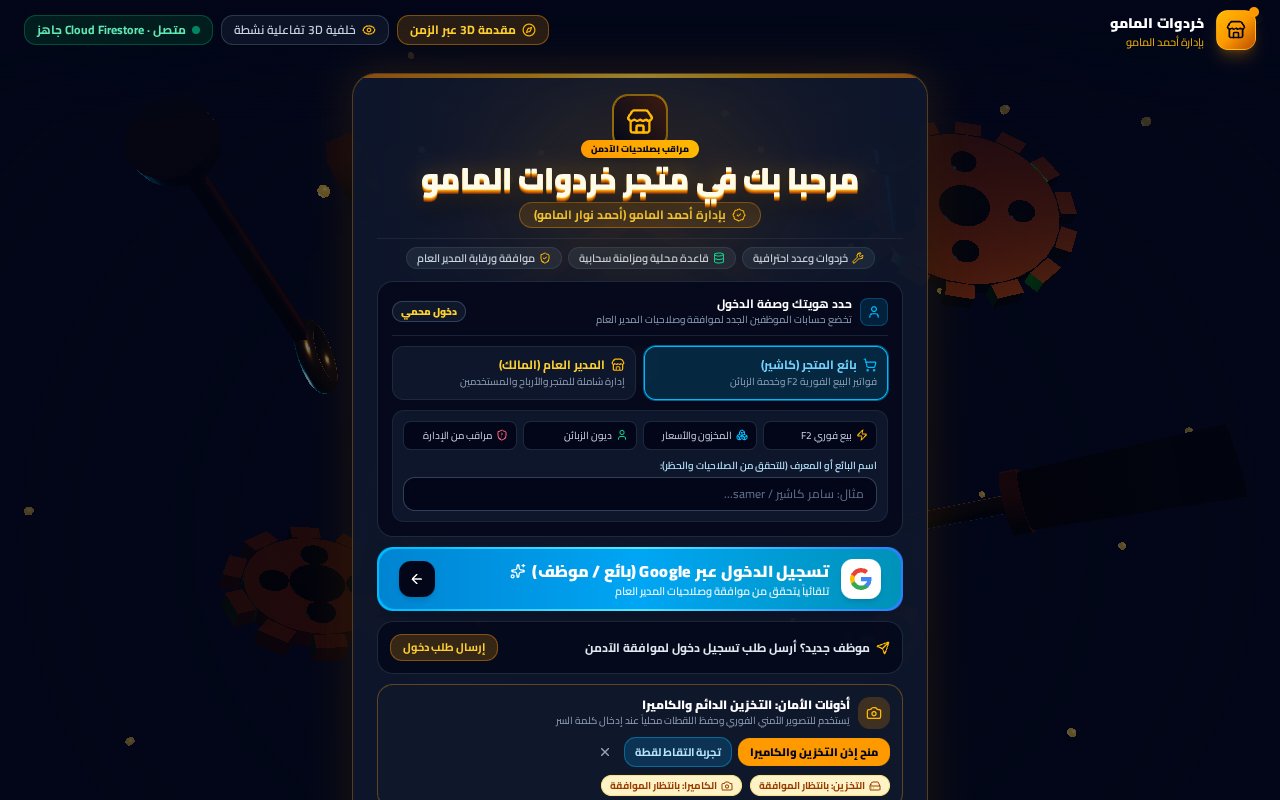 خردوات المامو
بإدارة أحمد المامو
مقدمة 3D عبر الزمن
خلفية 3D تفاعلية نشطة
متصل · Cloud Firestore جاهز
مراقب بصلاحيات الأدمن
مرحبا بك في متجر خردوات المامو
بإدارة أحمد المامو (أحمد نوار المامو)
خردوات وعدد احترافية
قاعدة محلية ومزامنة سحابية
موافقة ورقابة المدير العام
حدد هويتك وصفة الدخول
تخضع حسابات الموظفين الجدد لموافقة وصلاحيات المدير العام
دخول محمي
بائع المتجر (كاشير)
فواتير البيع الفورية F2 وخدمة الزبائن
المدير العام (المالك)
إدارة شاملة للمتجر والأرباح والمستخدمين
بيع فوري F2
المخزون والأسعار
ديون الزبائن
مراقب من الإدارة
اسم البائع أو المعرف (للتحقق من الصلاحيات والحظر):
مثال: سامر كاشير / samer...
تسجيل الدخول عبر Google (بائع / موظف)
تلقائياً يتحقق من موافقة وصلاحيات المدير العام
موظف جديد؟ أرسل طلب تسجيل دخول لموافقة الأدمن
إرسال طلب دخول
أذونات الأمان: التخزين الدائم والكاميرا
يُستخدم للتصوير الأمني الفوري وحفظ اللقطات محلياً عند إدخال كلمة السر
منح إذن التخزين والكاميرا
تجربة التقاط لقطة
التخزين: بانتظار الموافقة
الكاميرا: بانتظار الموافقة